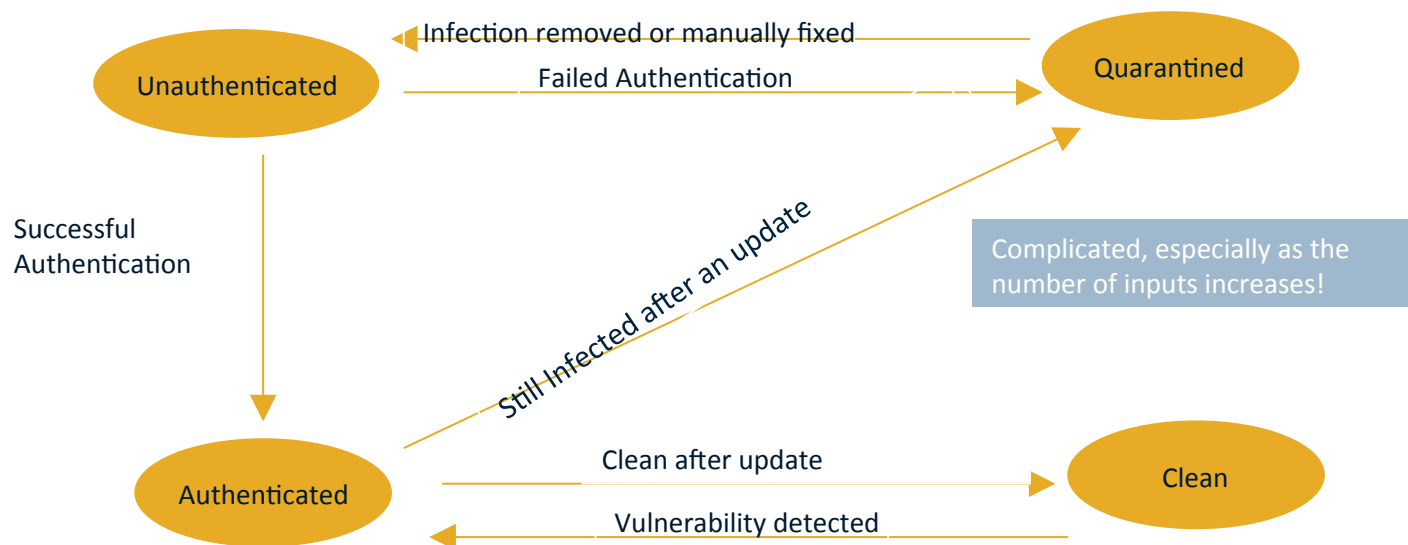 Infection removed or manually fixed
Unauthenticated
Failed Authentication
Quarantined
Successful
Authentication
Still Infected after an update
Complicated, especially as the
number of inputs increases!
Clean after update
Authenticated
Clean
Vulnerability detected